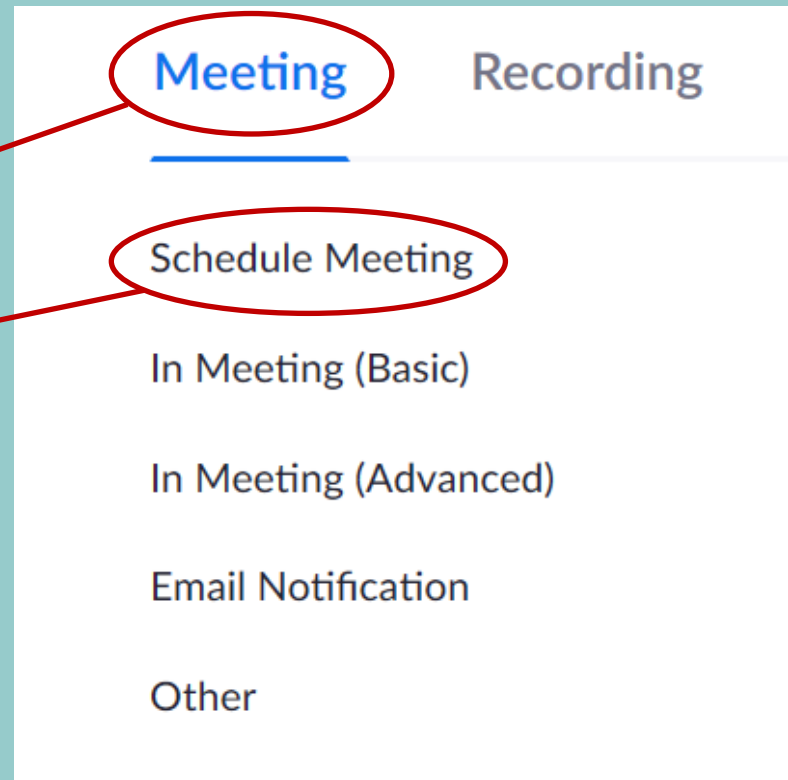 Meeting Recording
Schedule Meeting
In Meeting (Basic)
In Meeting (Advanced)
Email Notification
Other